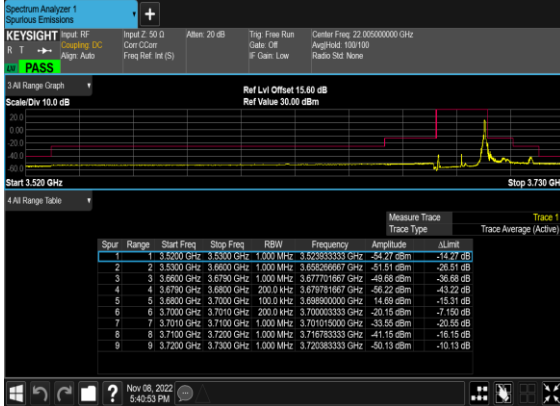 Spectrum Analyzer 1
Spurious Emissions
+
KEYSIGHT Input: RF Input Z: 50 Ω Atten: 20 dB Trig: Free Run Center Freq: 22.005000000 GHz
R T Coupling: DC Corr CCorr Gate: Off Avg|Hold: 100/100
Align: Auto Freq Ref: Int (S) IF Gain: Low Radio Std: None
LXI PASS
3 All Range Graph Ref Lvl Offset 15.60 dB
Scale/Div 10.0 dB Ref Value 30.00 dBm
20.0
0.00
-20.0
-40.0
-60.0
Start 3.520 GHz Stop 3.730 GH
4 All Range Table
Measure Trace Trace 1
Trace Type Trace Average (Active)
Spur Range Start Freq Stop Freq RBW Frequency Amplitude ΔLimit
1 1 3.5200 GHz 3.5300 GHz 1.000 MHz 3.523933333 GHz -54.27 dBm -14.27 dB
2 2 3.5300 GHz 3.6600 GHz 1.000 MHz 3.658266667 GHz -51.51 dBm -26.51 dB
3 3 3.6600 GHz 3.6790 GHz 1.000 MHz 3.677701667 GHz -49.68 dBm -36.68 dB
4 4 3.6790 GHz 3.6800 GHz 200.0 kHz 3.679781667 GHz -56.22 dBm -43.22 dB
5 5 3.6800 GHz 3.7000 GHz 100.0 kHz 3.698900000 GHz 14.69 dBm -15.31 dB
6 6 3.7000 GHz 3.7010 GHz 200.0 kHz 3.700003333 GHz -20.15 dBm -7.150 dB
7 7 3.7010 GHz 3.7100 GHz 1.000 MHz 3.701015000 GHz -33.55 dBm -20.55 dB
8 8 3.7100 GHz 3.7200 GHz 1.000 MHz 3.716783333 GHz -41.15 dBm -16.15 dB
9 9 3.7200 GHz 3.7300 GHz 1.000 MHz 3.720383333 GHz -50.13 dBm -10.13 dB
? Nov 08, 2022
5:40:53 PM